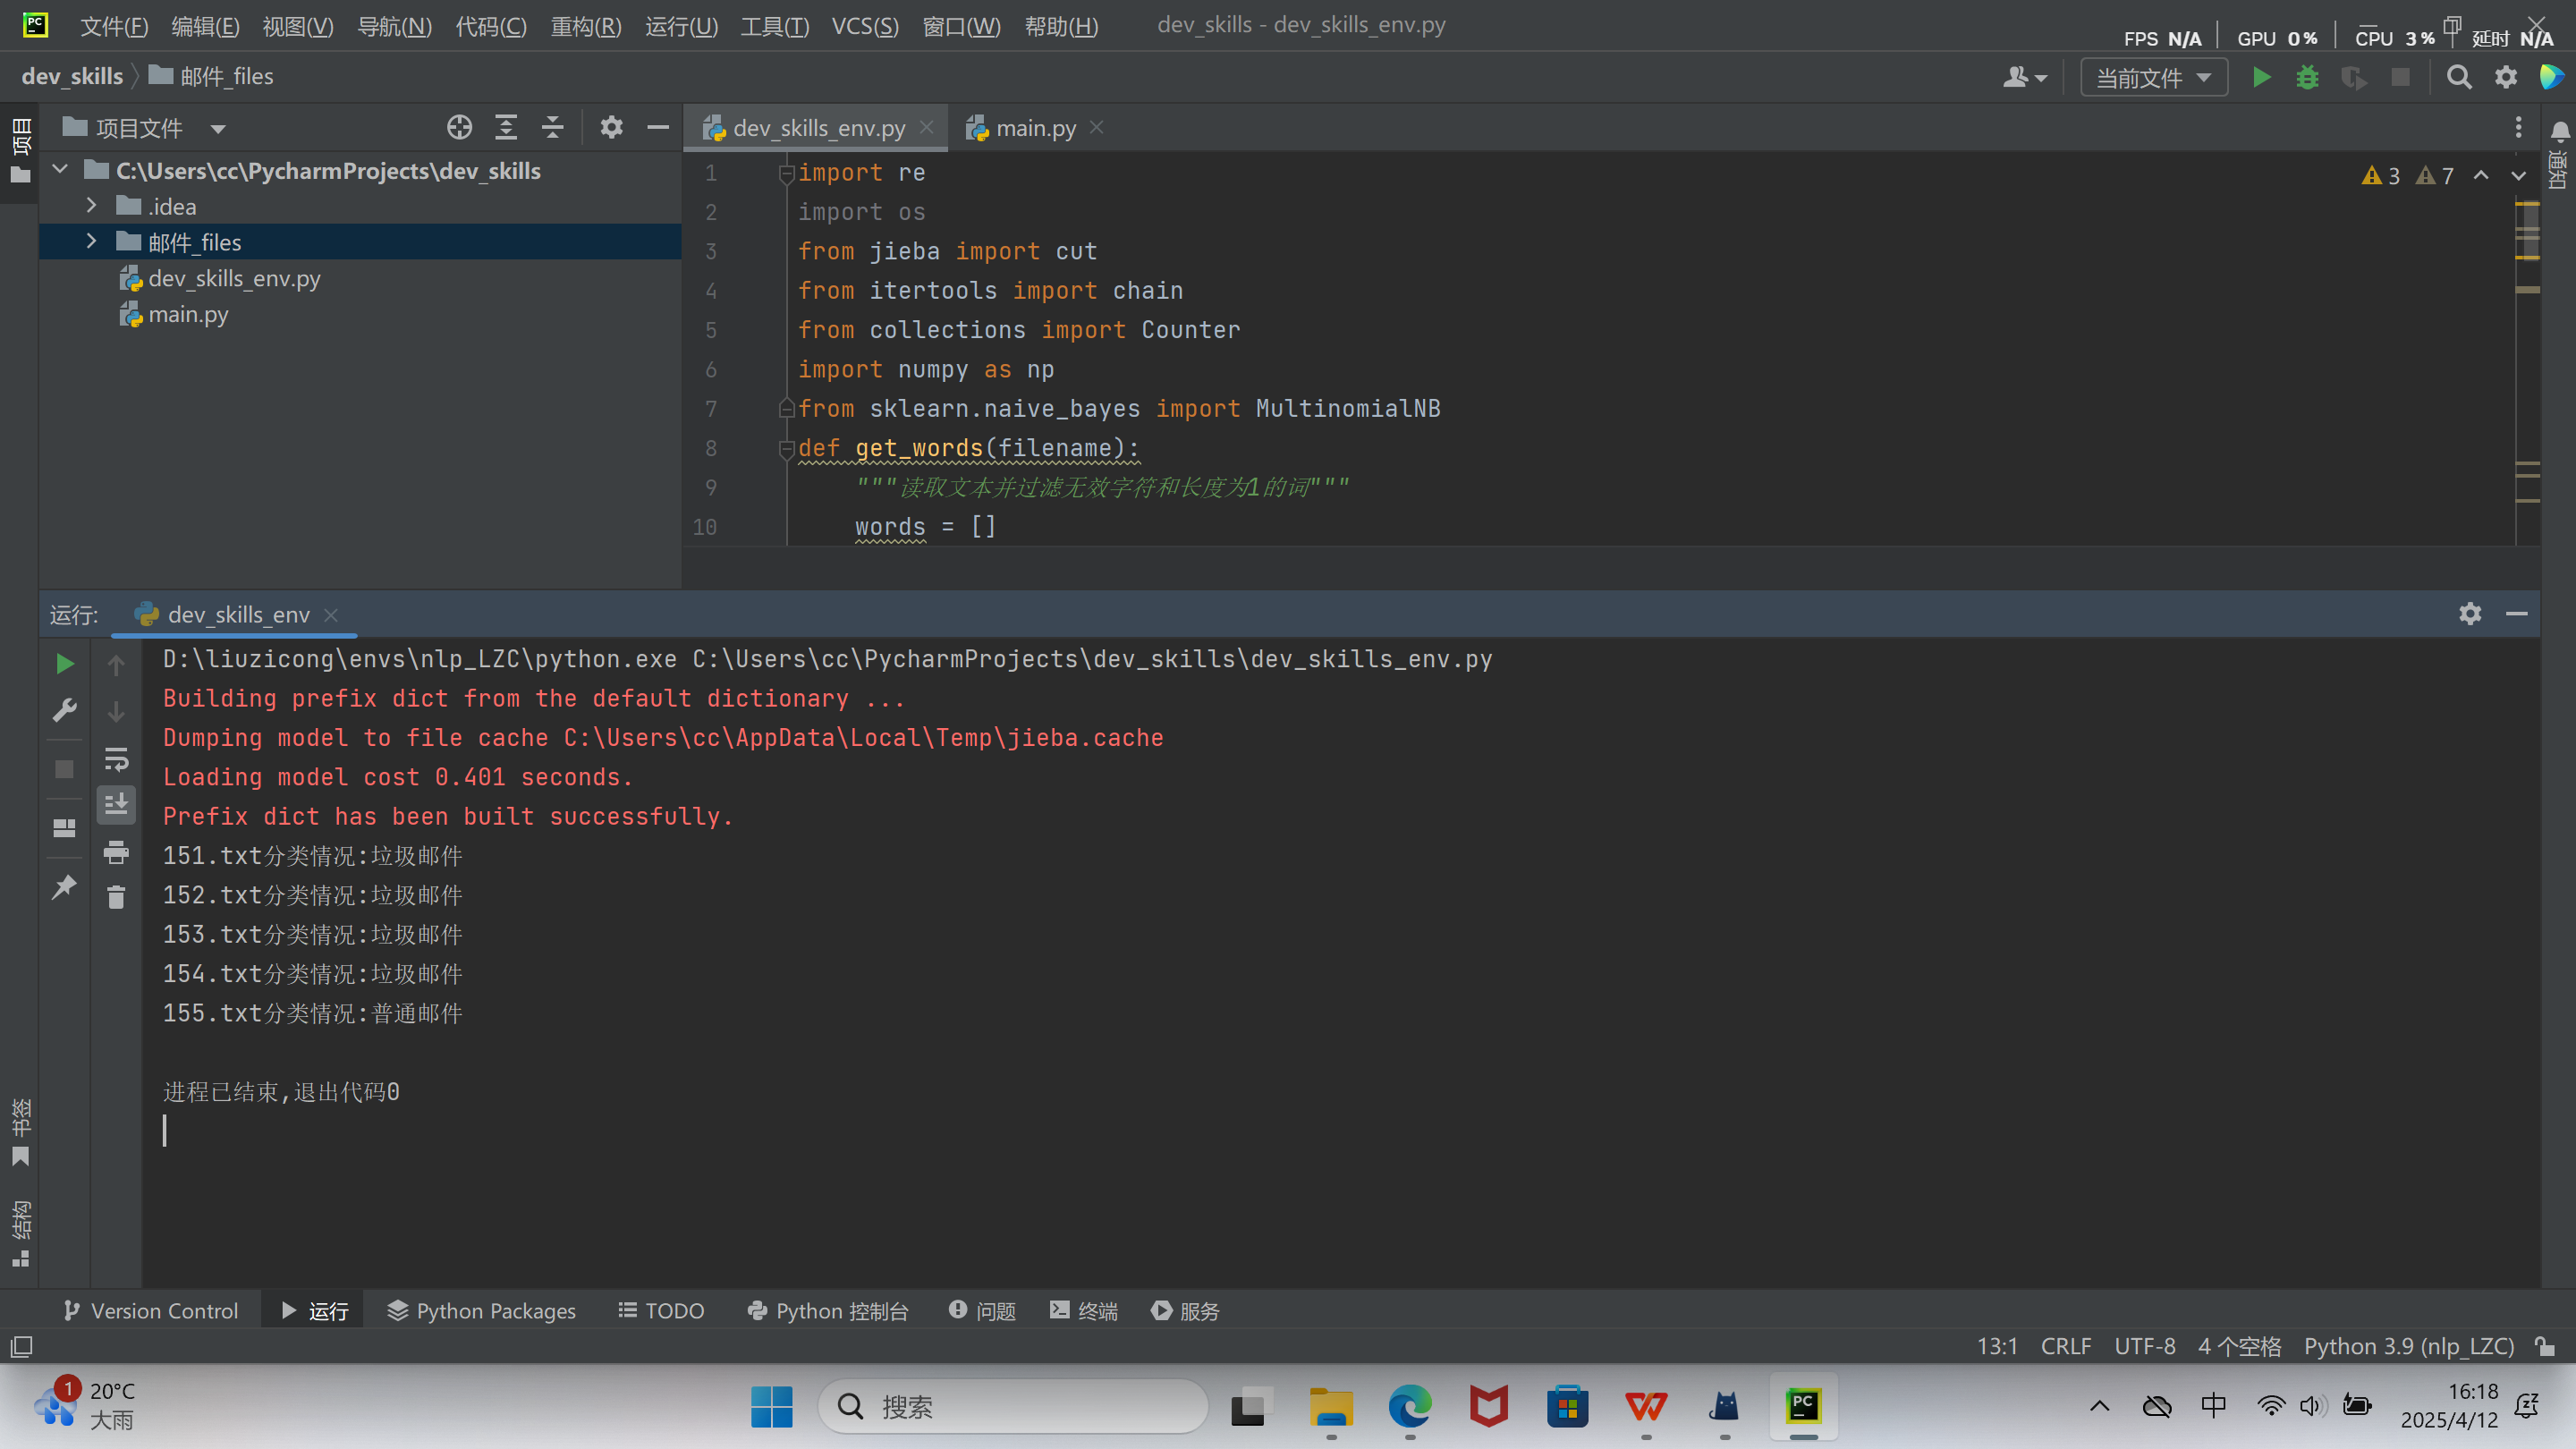 文件(F) 编辑(E) 视图(V) 导航(N) 代码(C) 重构(R) 运行(U) 工具(T) VCS(S) 窗口(W) 帮助(H) dev_skills - dev_skills_env.py
FPS N/A GPU 0% CPU 3% 延时 N/A
dev_skills 邮件_files 当前文件
项目 项目文件 dev_skills_env.py main.py 通知
C:\Users\cc\PycharmProjects\dev_skills
.idea
邮件_files
dev_skills_env.py
main.py
3 7
1 import re
2 import os
3 from jieba import cut
4 from itertools import chain
5 from collections import Counter
6 import numpy as np
7 from sklearn.naive_bayes import MultinomialNB
8 def get_words(filename):
9 """读取文本并过滤无效字符和长度为1的词"""
10 words = []
运行: dev_skills_env
D:\liuzicong\envs\nlp_LZC\python.exe C:\Users\cc\PycharmProjects\dev_skills\dev_skills_env.py
Building prefix dict from the default dictionary ...
Dumping model to file cache C:\Users\cc\AppData\Local\Temp\jieba.cache
Loading model cost 0.401 seconds.
Prefix dict has been built successfully.
151.txt分类情况:垃圾邮件
152.txt分类情况:垃圾邮件
153.txt分类情况:垃圾邮件
154.txt分类情况:垃圾邮件
155.txt分类情况:普通邮件
进程已结束,退出代码0
书签
结构
Version Control 运行 Python Packages TODO Python 控制台 问题 终端 服务
13:1 CRLF UTF-8 4 个空格 Python 3.9 (nlp_LZC)
1 20°C
大雨
搜索
中
16:18
2025/4/12